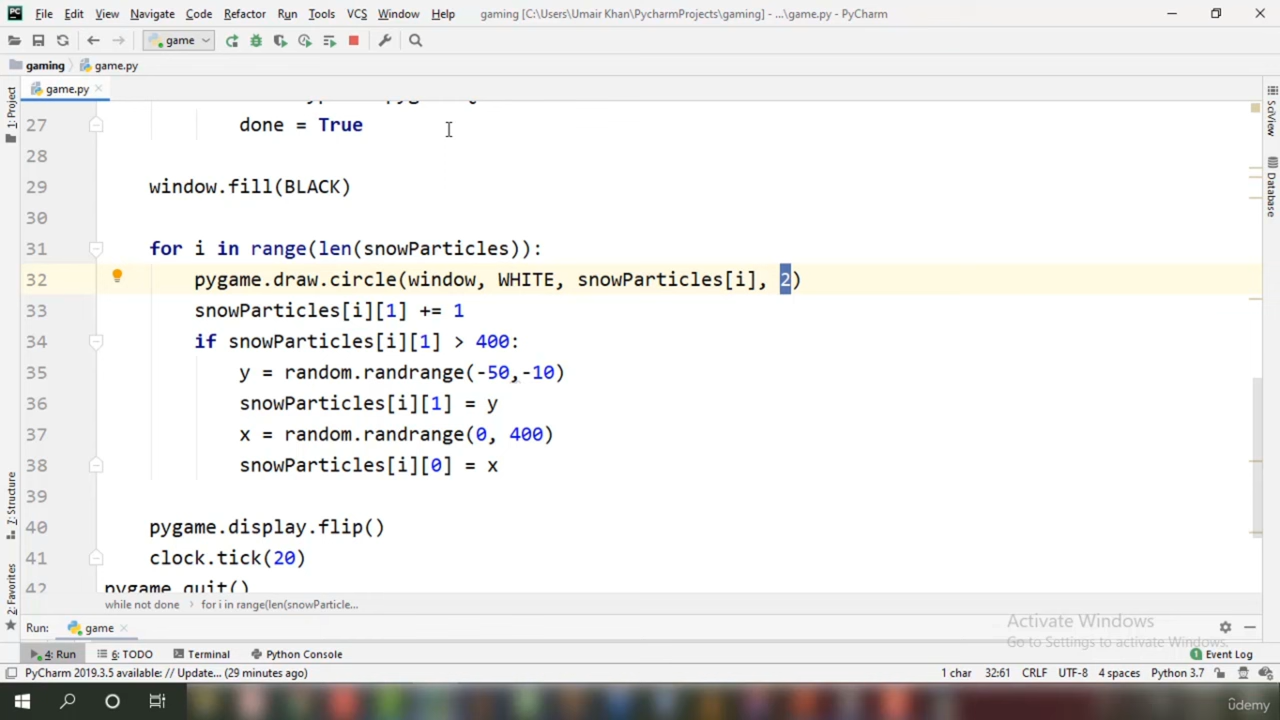 File Edit View Navigate Code Refactor Run Tools VCS Window Help gaming [C:\Users\Umair Khan\PycharmProjects\gaming] - ...\game.py - PyCharm
game
gaming game.py
game.py
1: Project
SciView
Database
27 done = True
28
29 window.fill(BLACK)
30
31 for i in range(len(snowParticles)):
32 pygame.draw.circle(window, WHITE, snowParticles[i], 2)
33 snowParticles[i][1] += 1
34 if snowParticles[i][1] > 400:
35 y = random.randrange(-50,-10)
36 snowParticles[i][1] = y
37 x = random.randrange(0, 400)
38 snowParticles[i][0] = x
39
40 pygame.display.flip()
41 clock.tick(20)
42 pygame.quit()
7: Structure
2: Favorites
while not done › for i in range(len(snowParticle...
Run: game
Activate Windows
Go to Settings to activate Windows.
4: Run 6: TODO Terminal Python Console 1 Event Log
PyCharm 2019.3.5 available: // Update... (29 minutes ago) 1 char 32:61 CRLF UTF-8 4 spaces Python 3.7
ûdemy